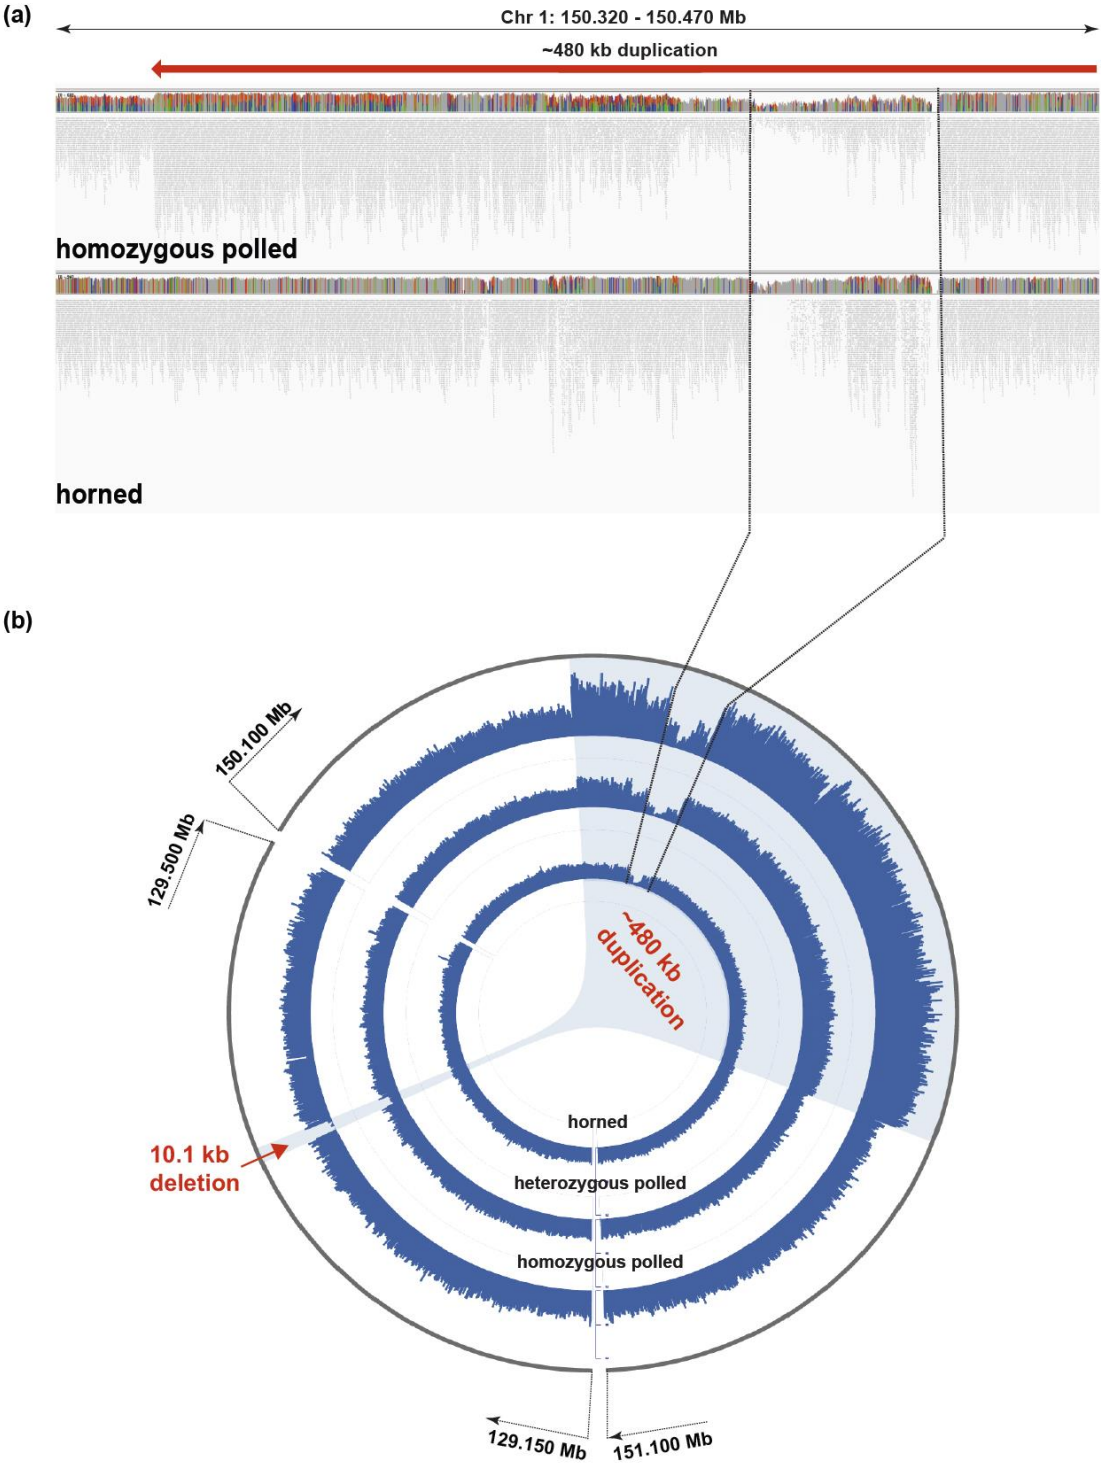 (a)
Chr 1: 150.320 - 150.470 Mb
~480 kb duplication
homozygous polled
horned
(b)
150.100 Mb
129.500 Mb
~480 kb
duplication
10.1 kb
deletion
horned
heterozygous polled
homozygous polled
129.150 Mb
151.100 Mb